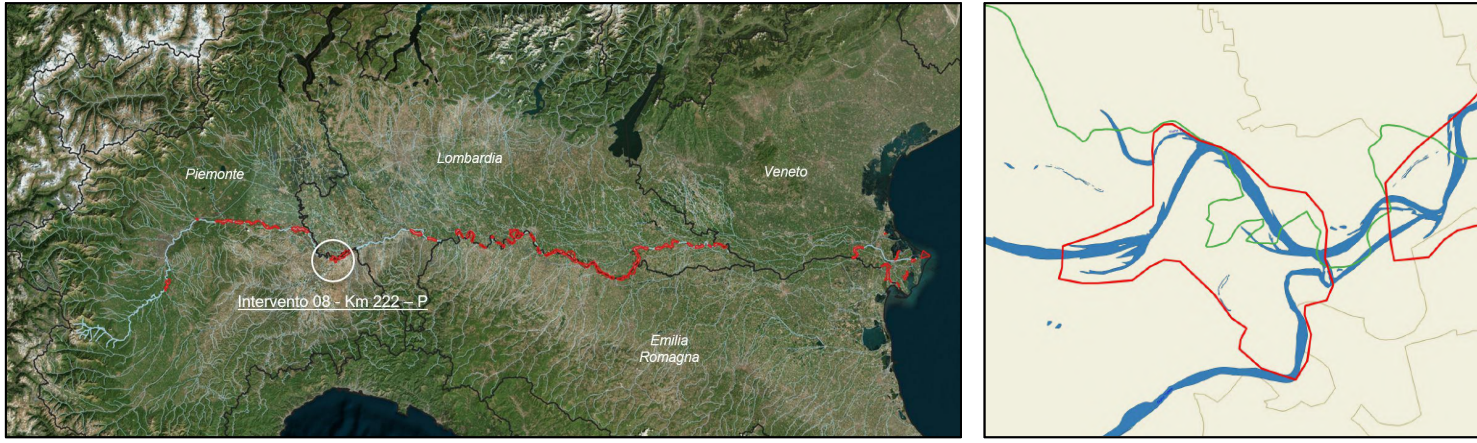 Lombardia
Piemonte
Veneto
Intervento 08 - Km 222 – P
Emilia
Romagna